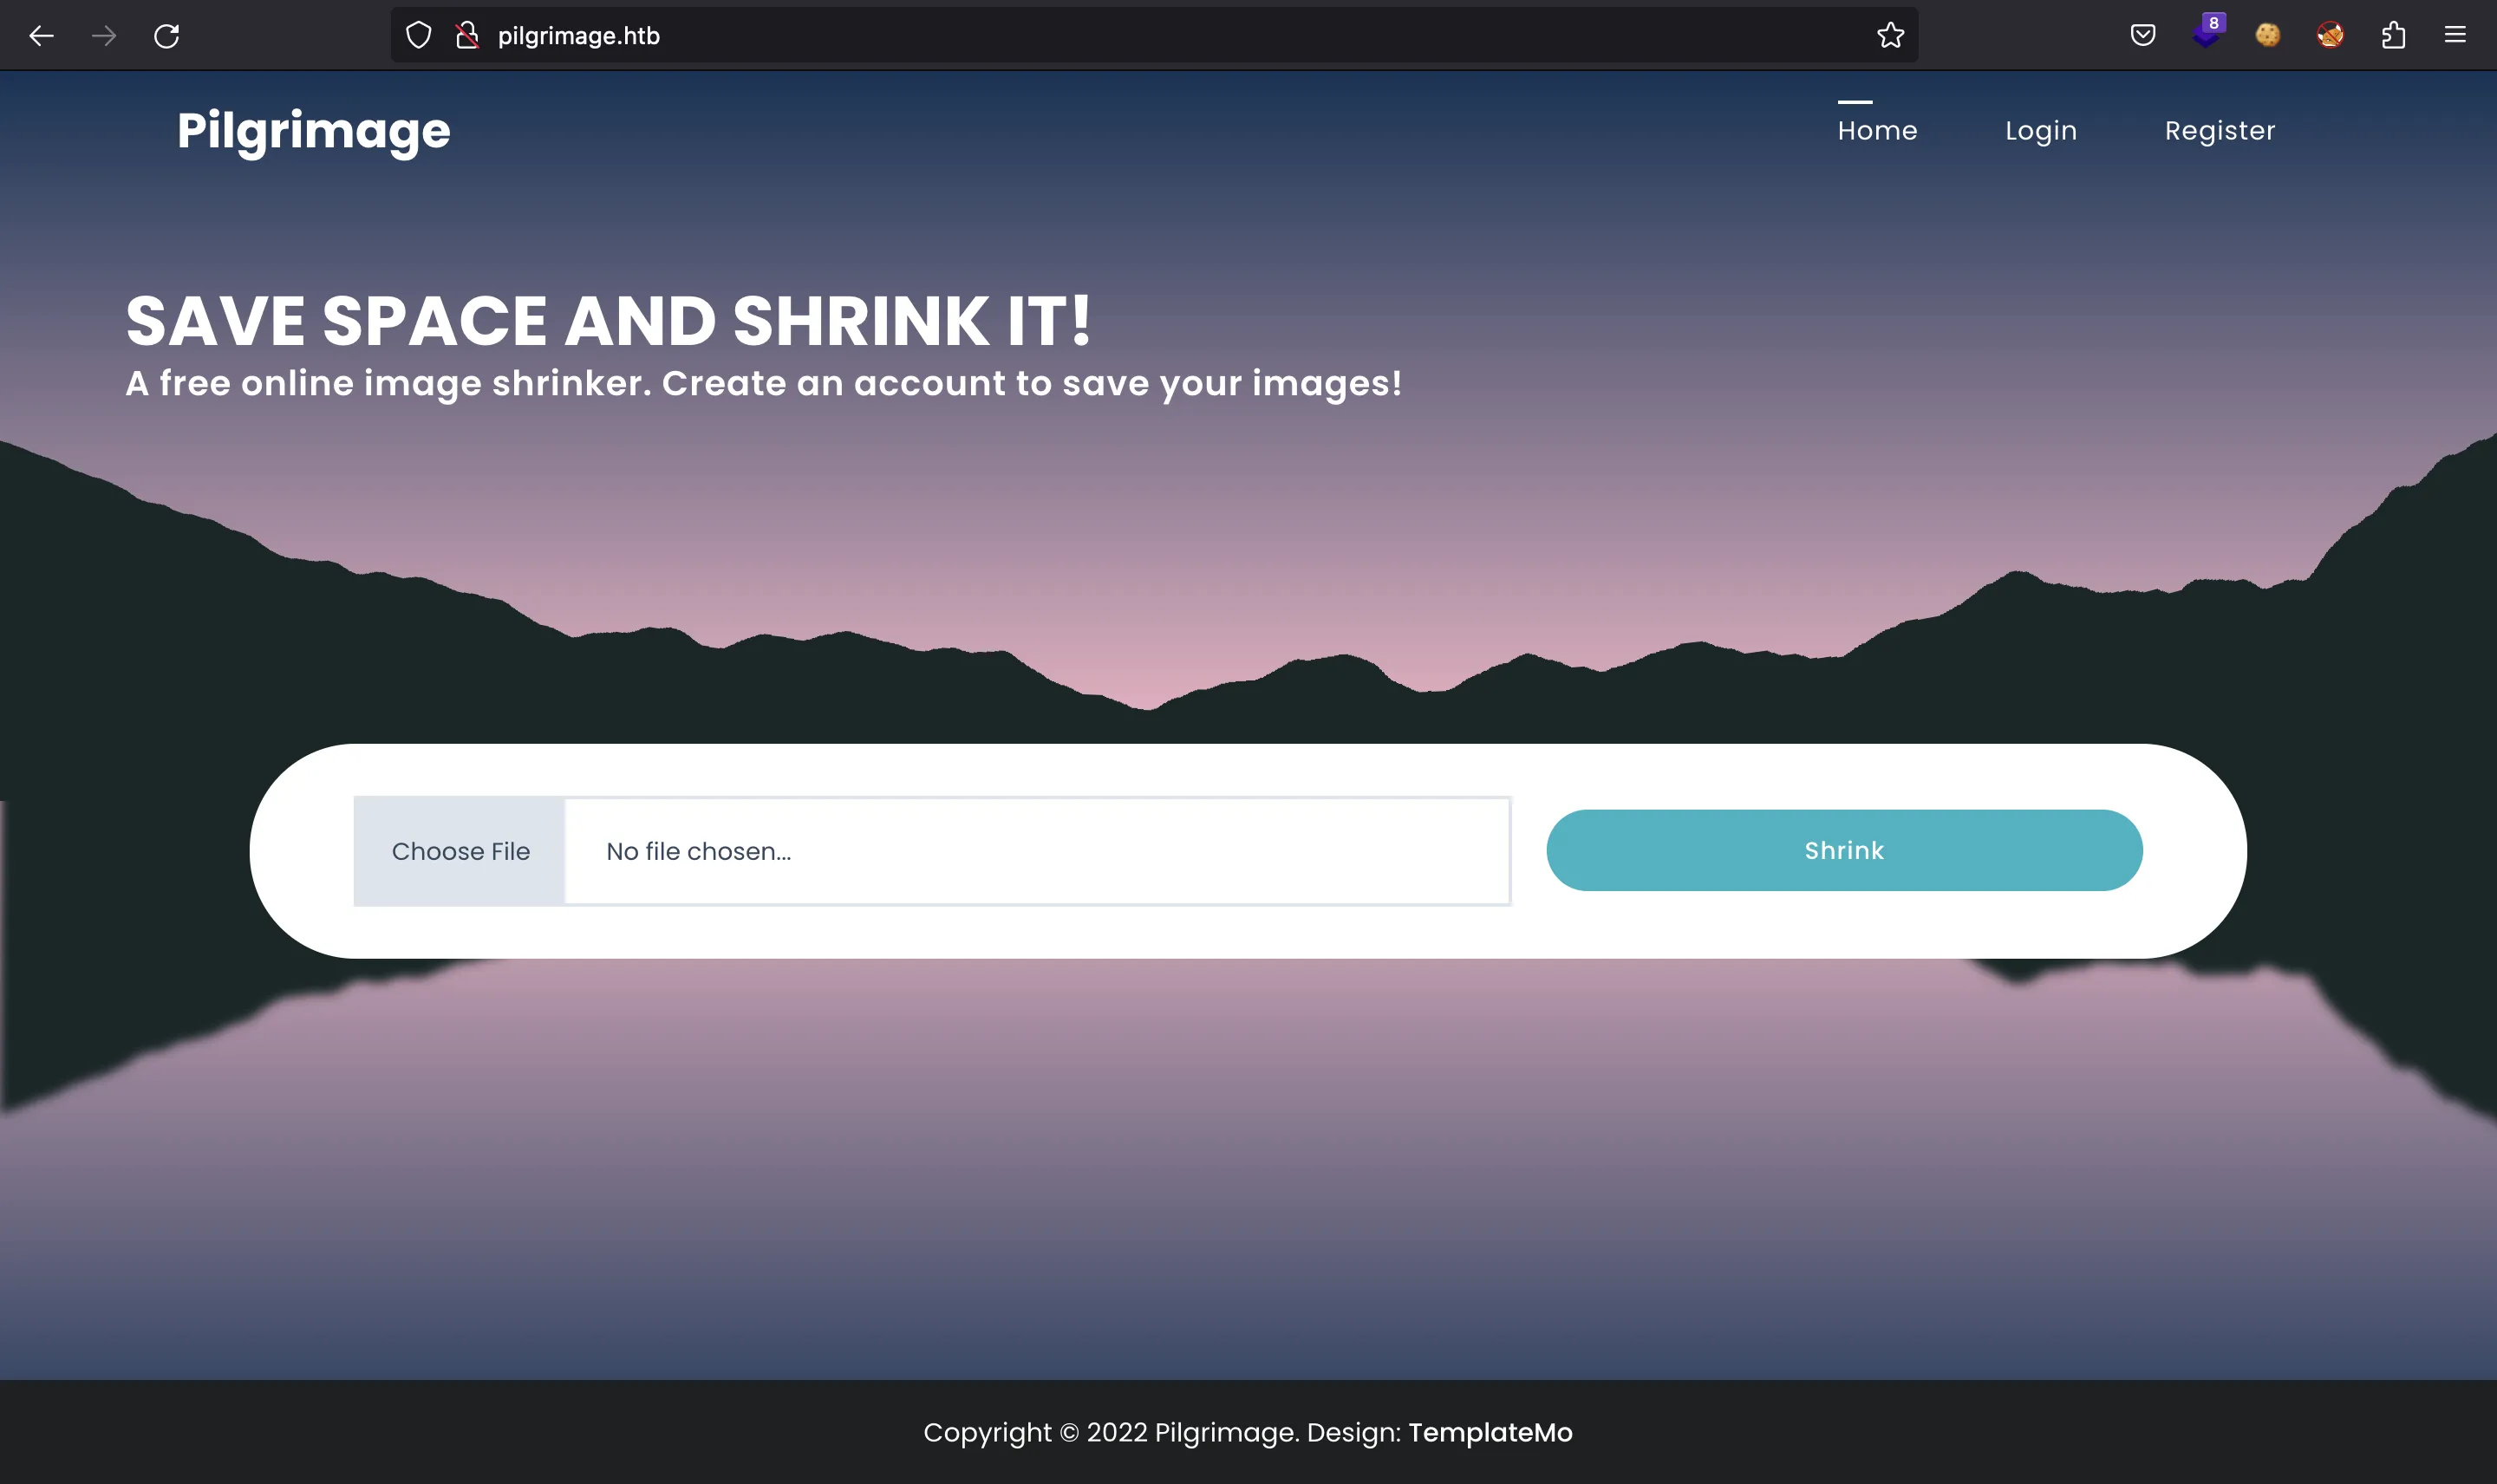 pilgrimage.htb
8
Pilgrimage
Home Login Register
SAVE SPACE AND SHRINK IT!
A free online image shrinker. Create an account to save your images!
Choose File No file chosen... Shrink
Copyright © 2022 Pilgrimage. Design: TemplateMo